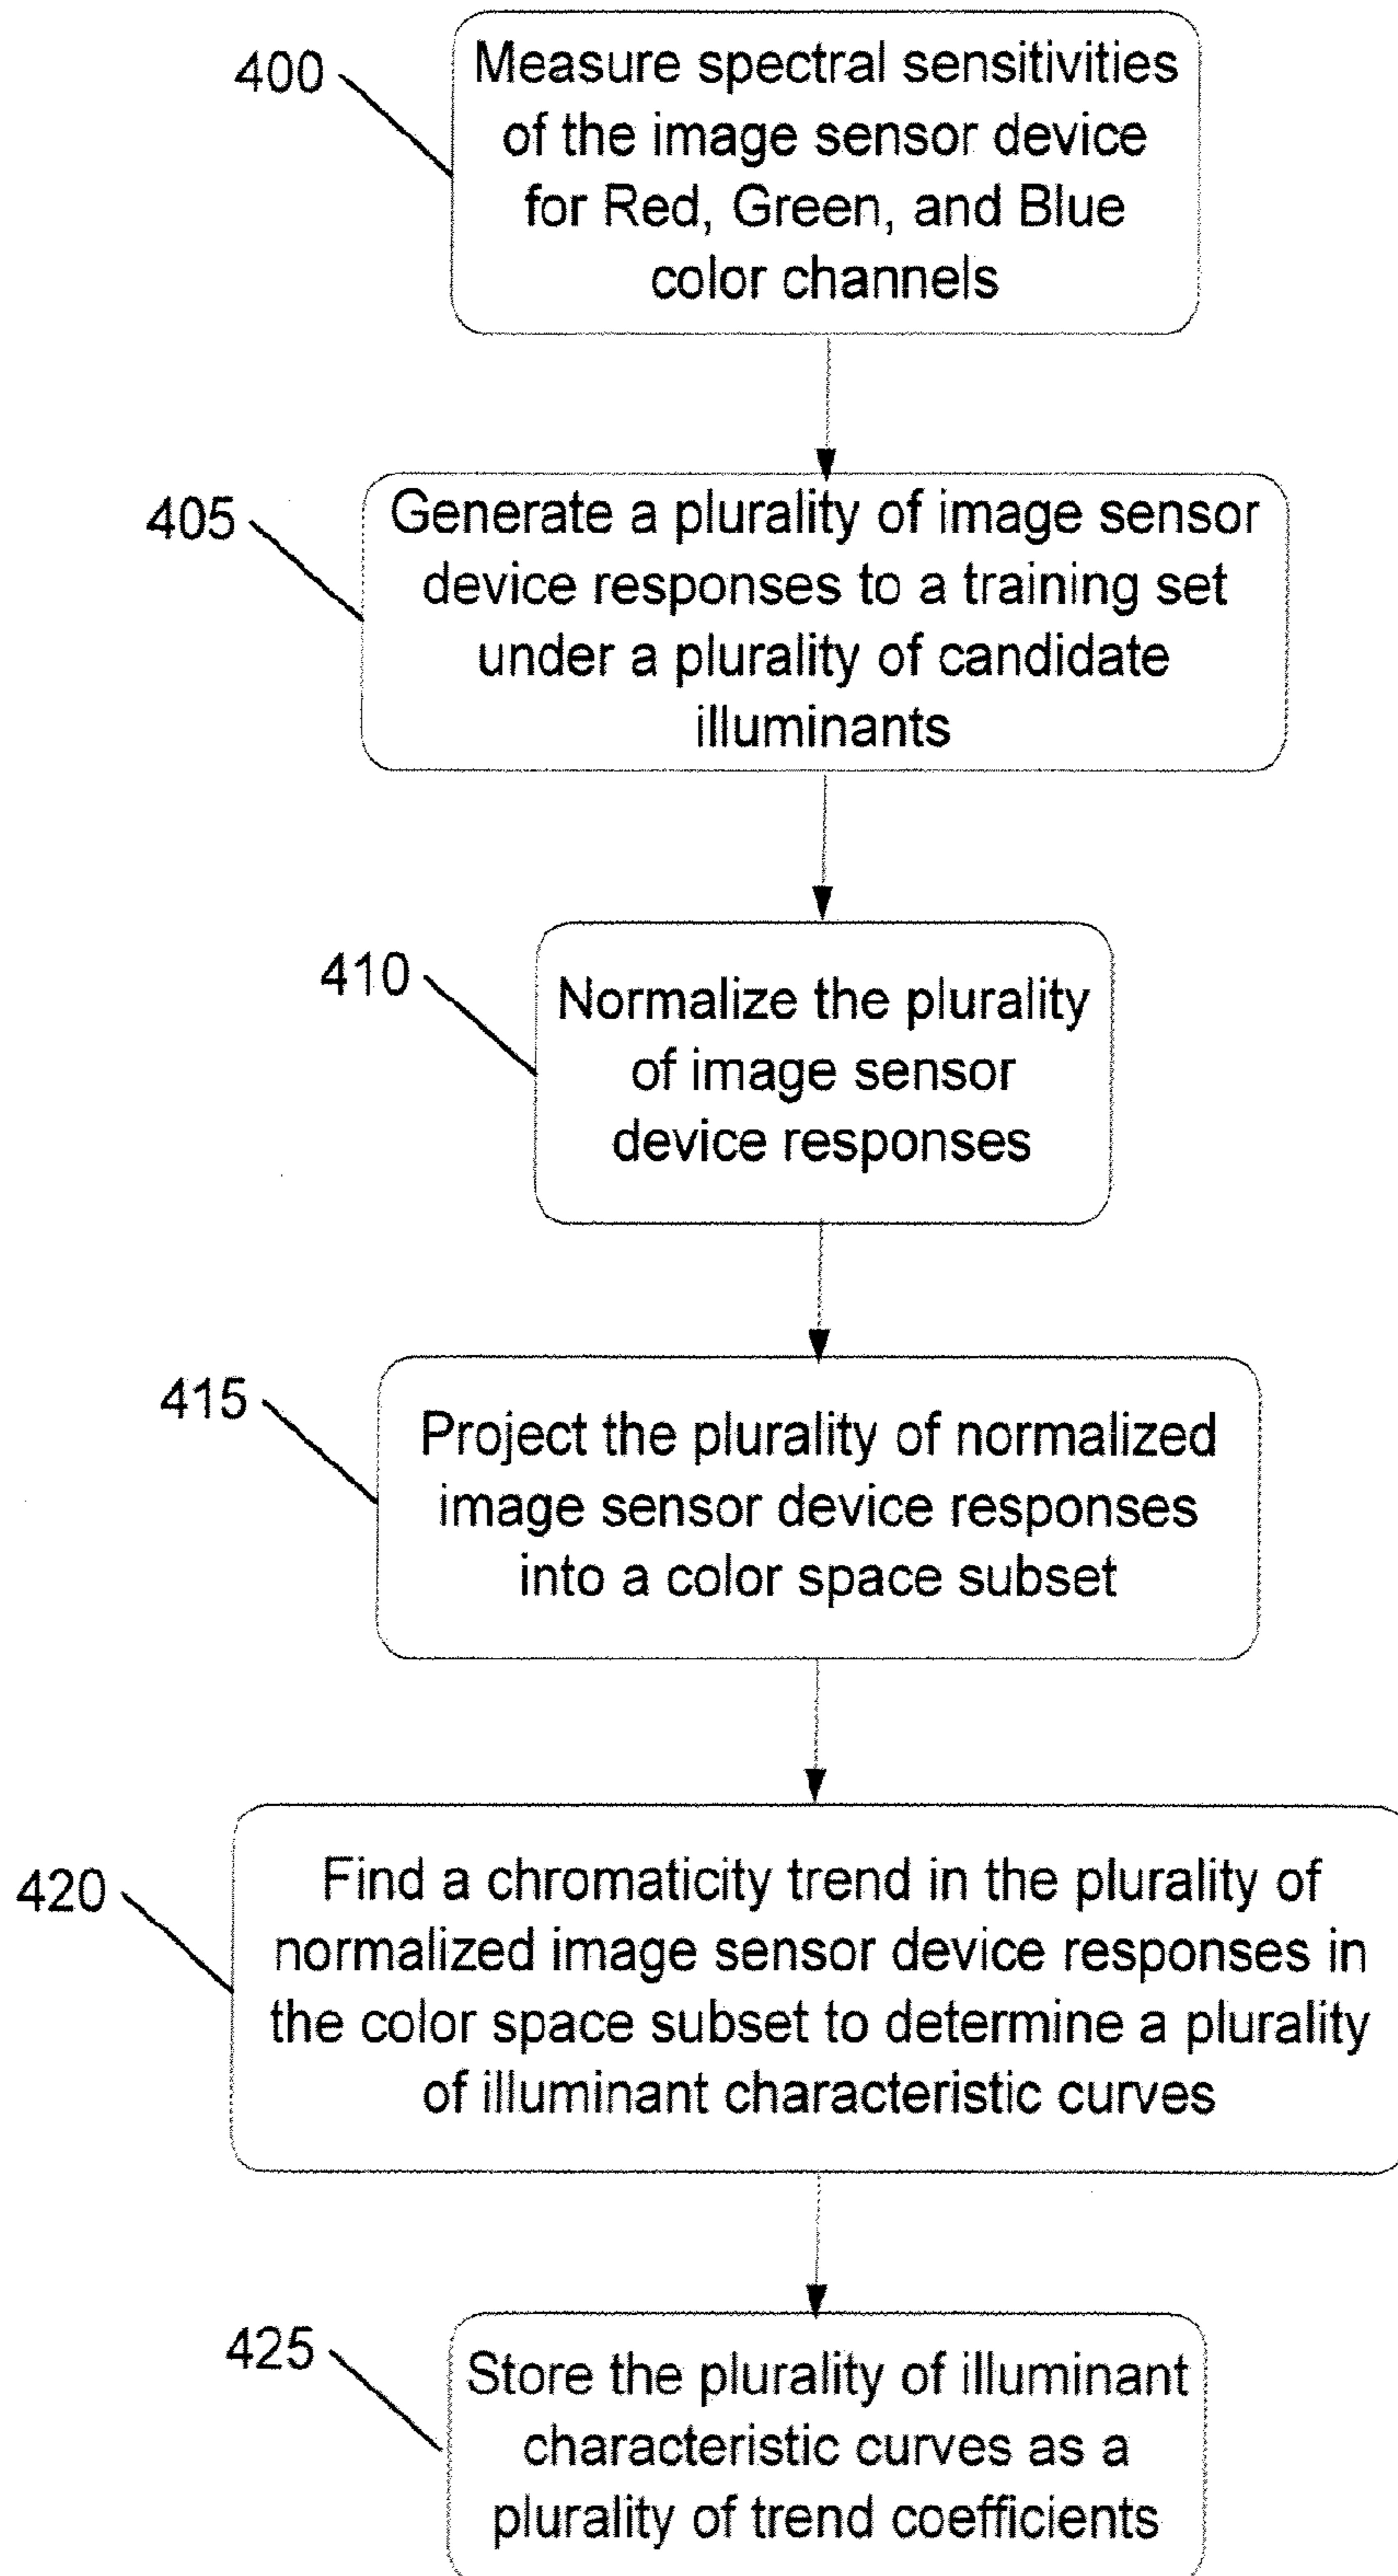 400
Measure spectral sensitivities
of the image sensor device
for Red, Green, and Blue
color channels
405
Generate a plurality of image sensor
device responses to a training set
under a plurality of candidate
illuminants
410
Normalize the plurality
of image sensor
device responses
415
Project the plurality of normalized
image sensor device responses
into a color space subset
420
Find a chromaticity trend in the plurality of
normalized image sensor device responses in
the color space subset to determine a plurality
of illuminant characteristic curves
425
Store the plurality of illuminant
characteristic curves as a
plurality of trend coefficients